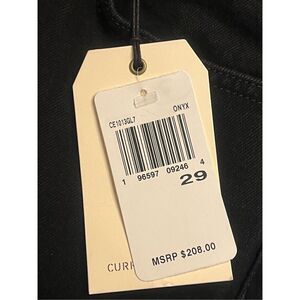 CE1013GL7 ONYX
1 96597 09246 4
29
MSRP $208.00